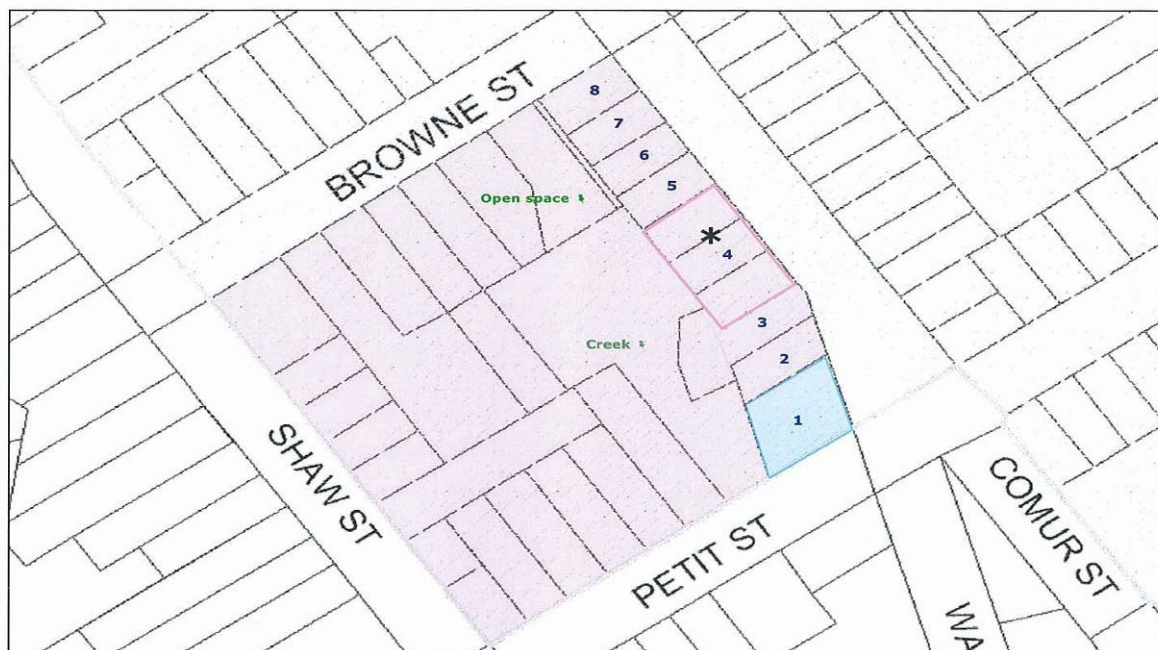 BROWNE ST
8
7
6
5
Open space
*
4
3
Creek
2
1
SHAW ST
PETIT ST
COMUR ST
WA